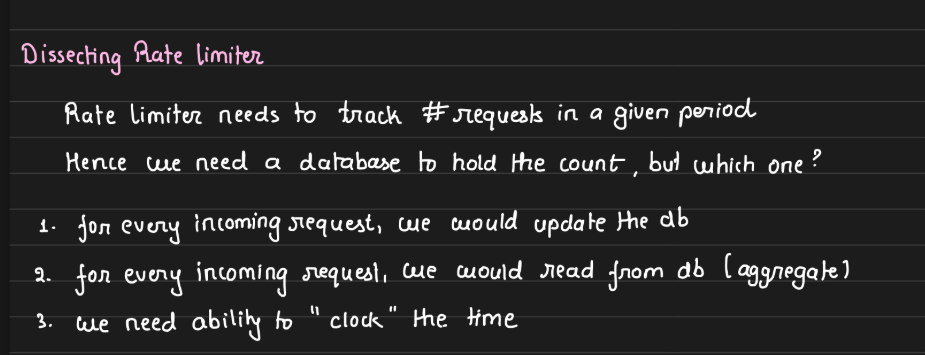 Dissecting Rate limiter
Rate limiter needs to track # requests in a given period
Hence we need a database to hold the count, but which one?
1. for every incoming request, we would update the db
2. for every incoming request, we would read from db [aggregate]
3. we need ability to "clock" the time